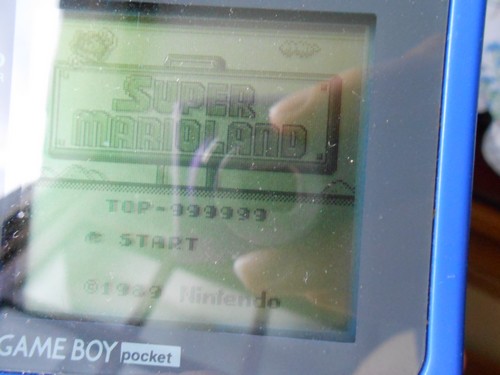 SUPER
MARIOLAND
TOP-999999
START
©1989 Nintendo
GAME BOY pocket